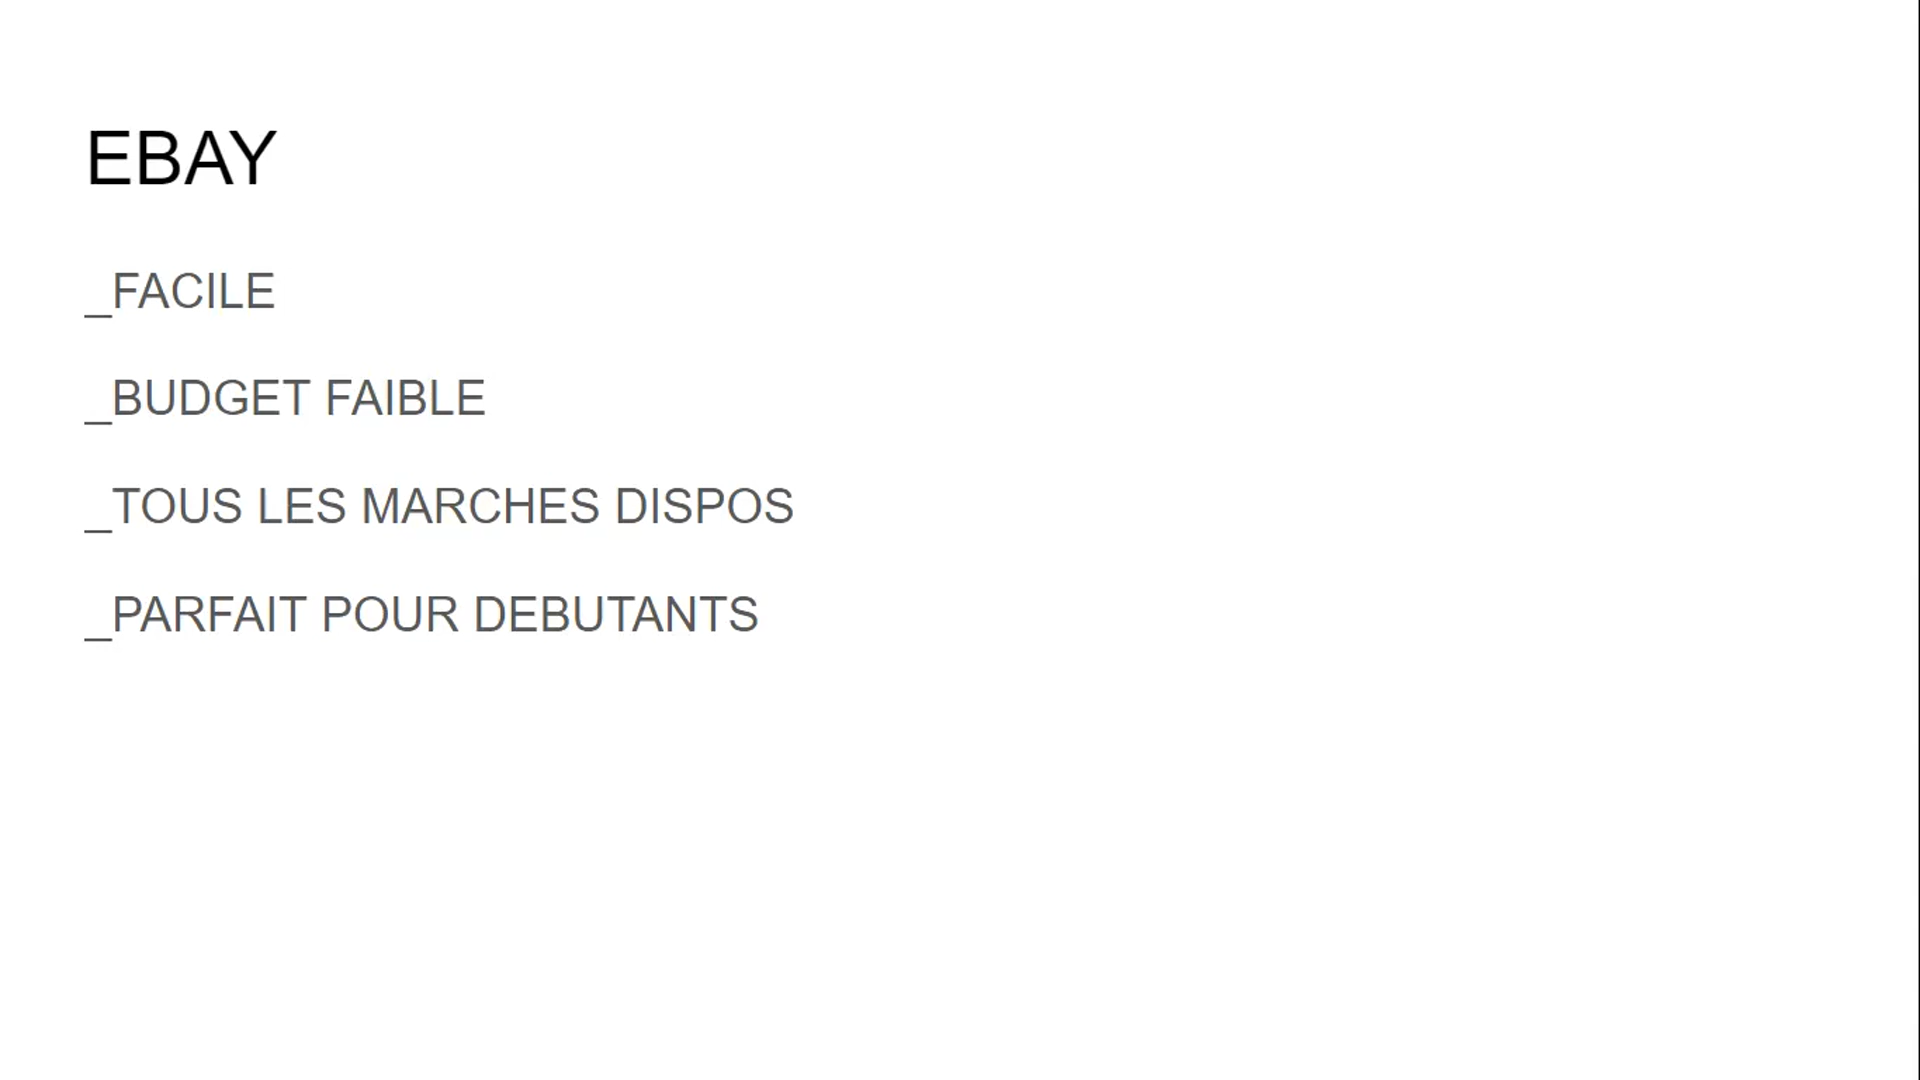 EBAY
_FACILE
_BUDGET FAIBLE
_TOUS LES MARCHES DISPOS
_PARFAIT POUR DEBUTANTS